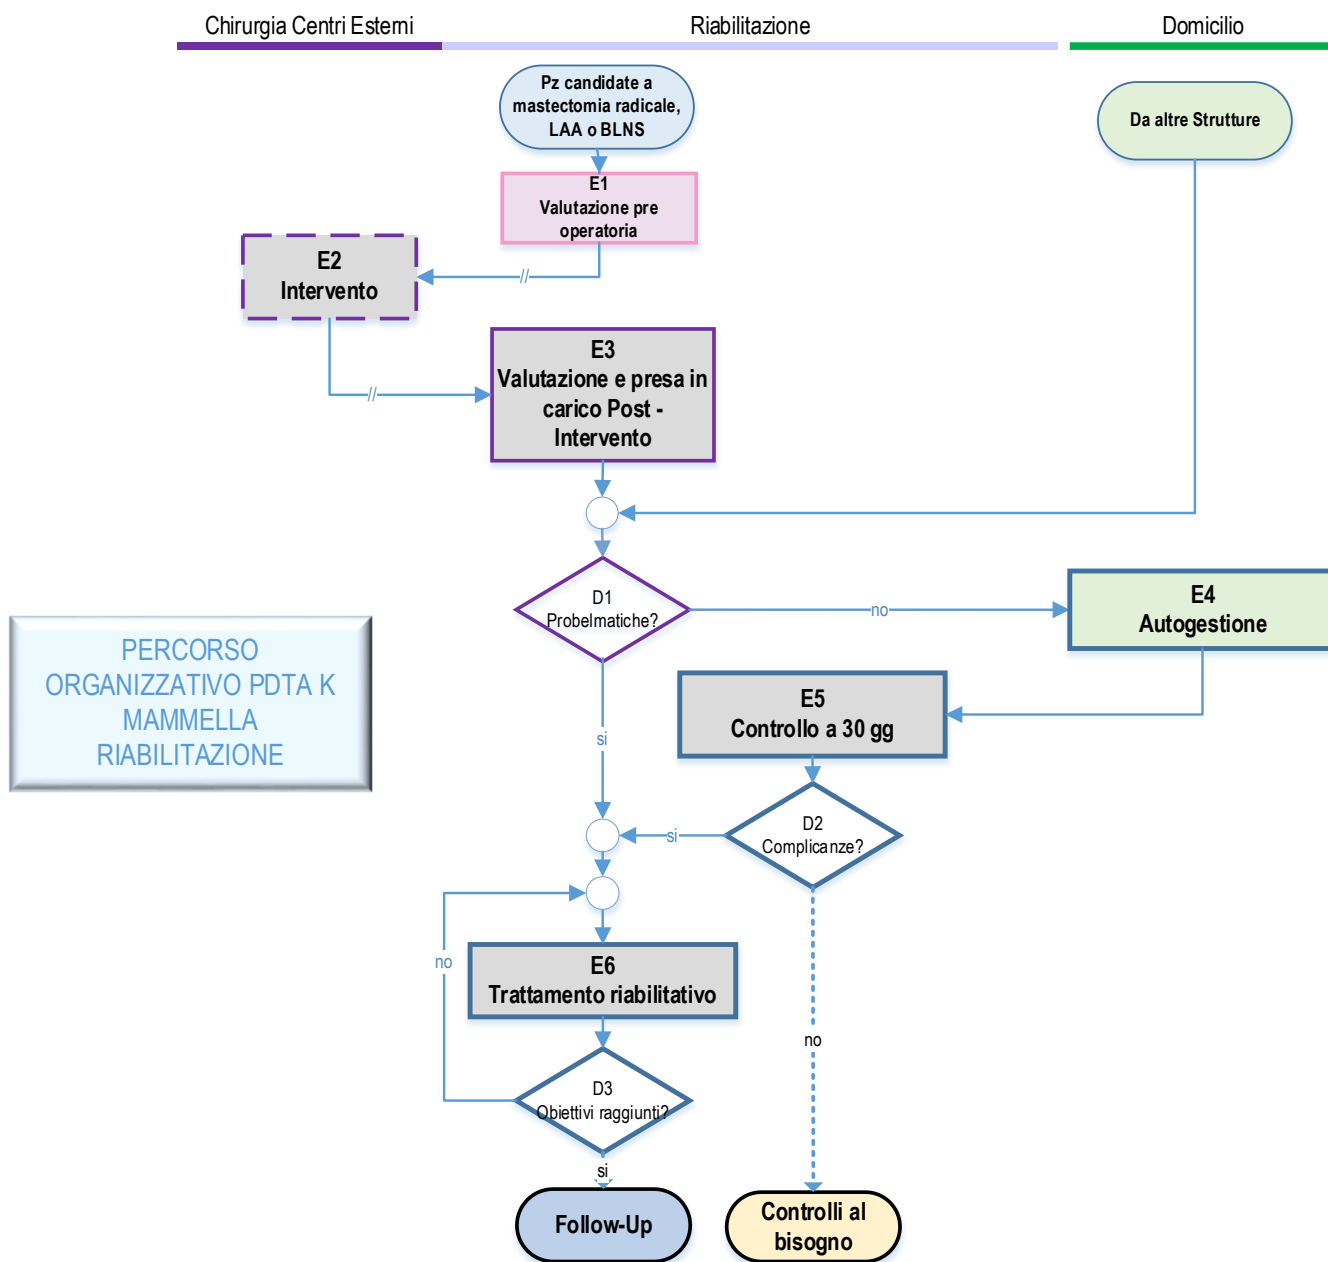 Chirurgia Centri Esterni
Riabilitazione
Domicilio
Pz candidate a
mastectomia radicale,
LAA o BLNS
Da altre Strutture
E1
Valutazione pre
operatoria
E2
Intervento
//
E3
Valutazione e presa in
carico Post -
Intervento
//
D1
Probelmatiche?
no
E4
Autogestione
PERCORSO
ORGANIZZATIVO PDTA K
MAMMELLA
RIABILITAZIONE
E5
Controllo a 30 gg
si
D2
Complicanze?
si
no
E6
Trattamento riabilitativo
no
D3
Obiettivi raggiunti?
si
Follow-Up
Controlli al
bisogno